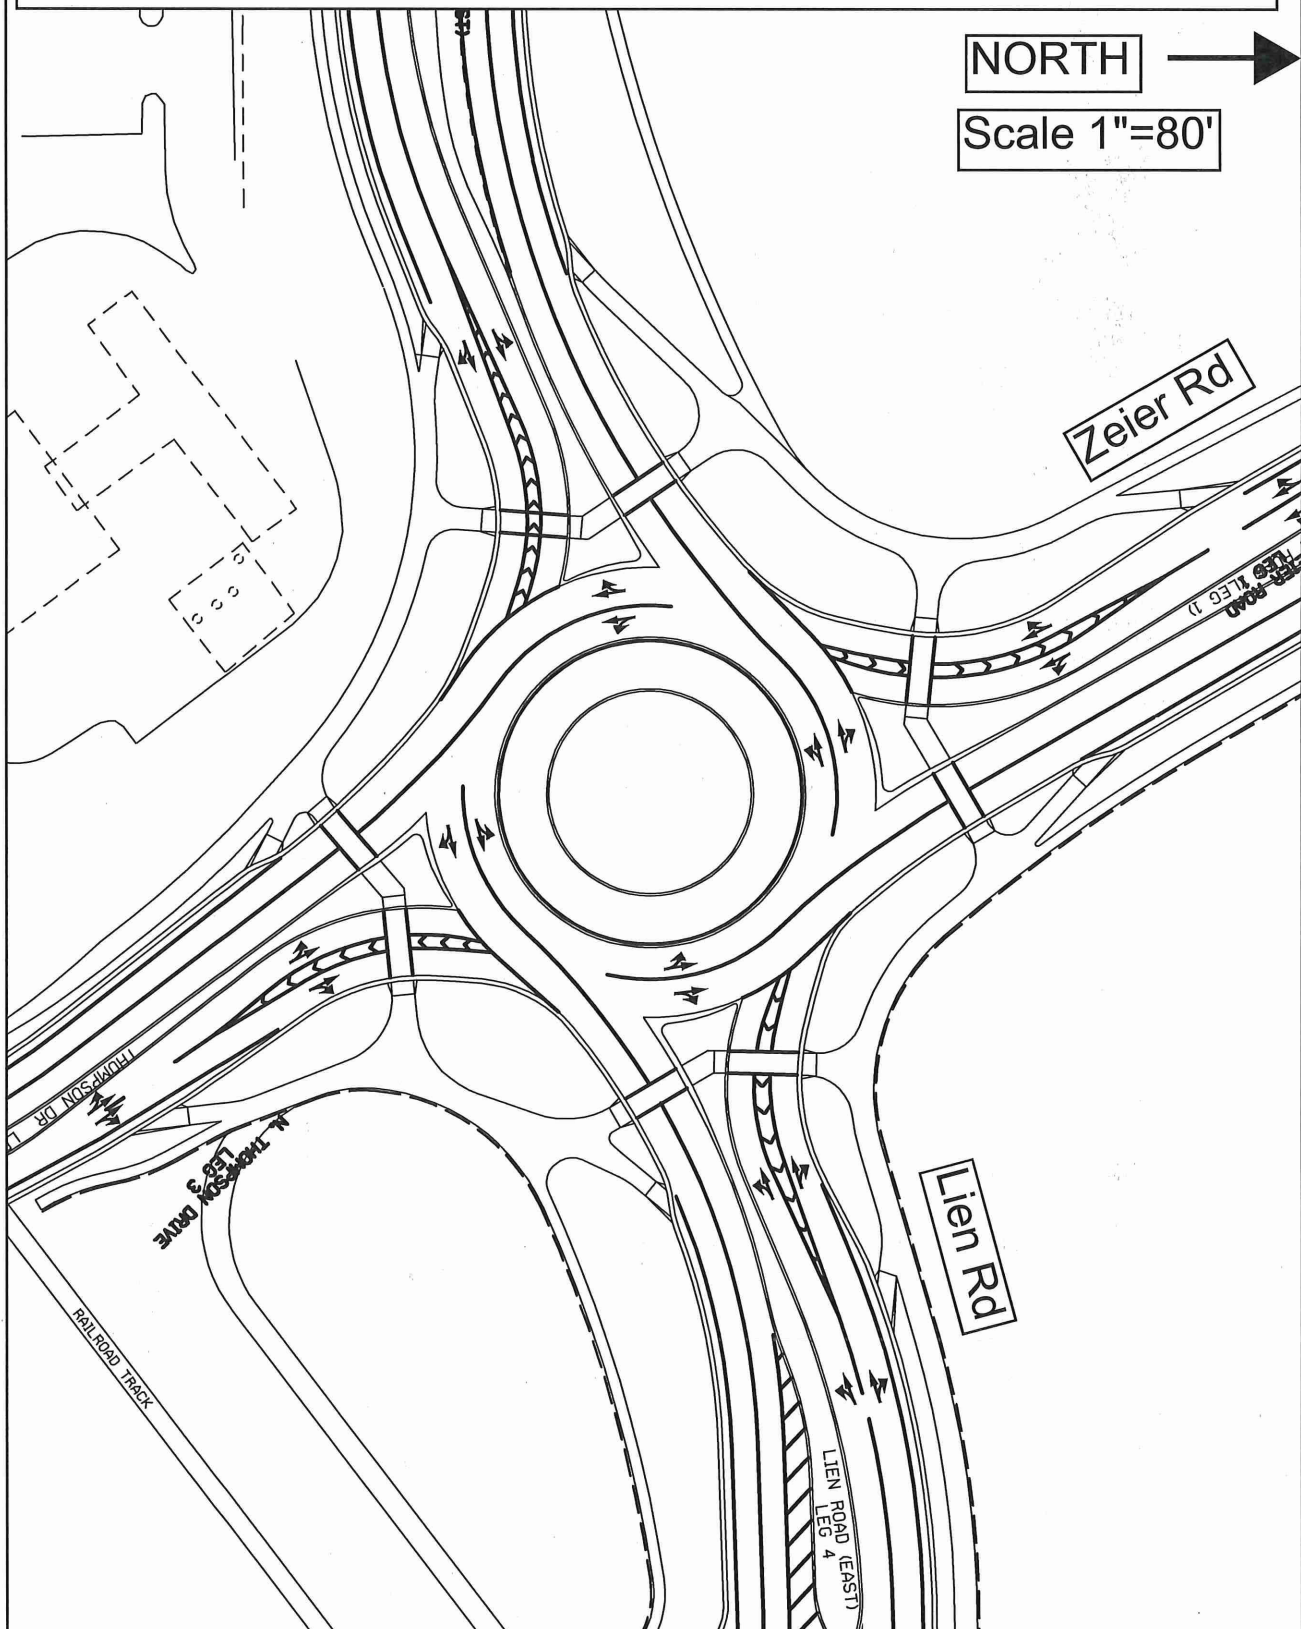 NORTH
Scale 1"=80'
Zeier Rd
ROAD
(LEG 1)
THOMPSON DR
N. THOMPSON DRIVE
LEG 3
Lien Rd
RAILROAD TRACK
LIEN ROAD (EAST)
LEG 4